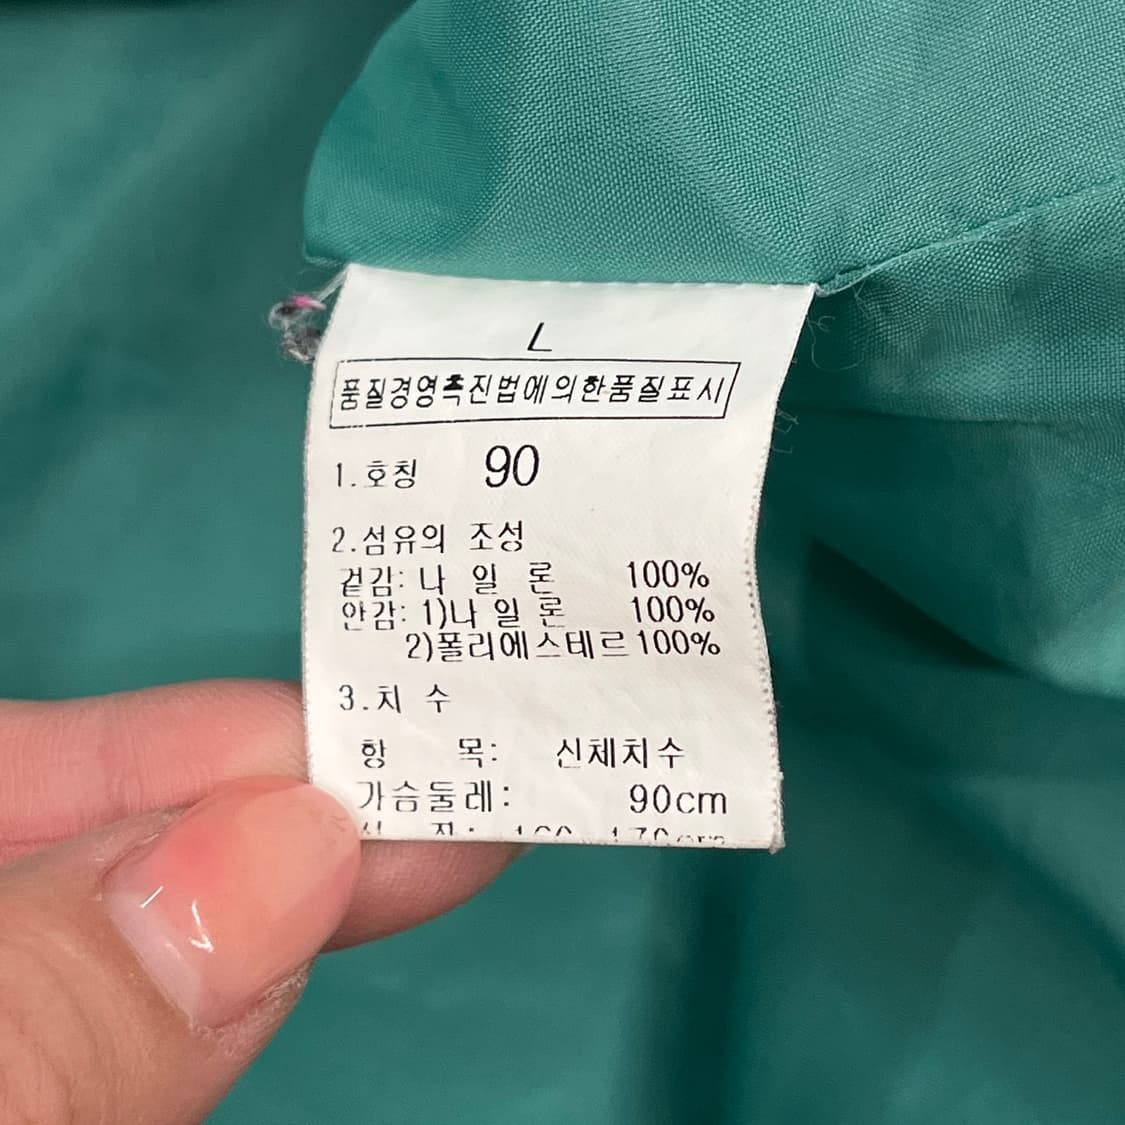 L
품질경영촉진법에의한품질표시
1.호칭 90
2.섬유의 조성
겉감: 나 일 론 100%
안감: 1)나 일 론 100%
2)폴리에스테르 100%
3.치 수
항 목: 신체치수
가슴둘레: 90cm